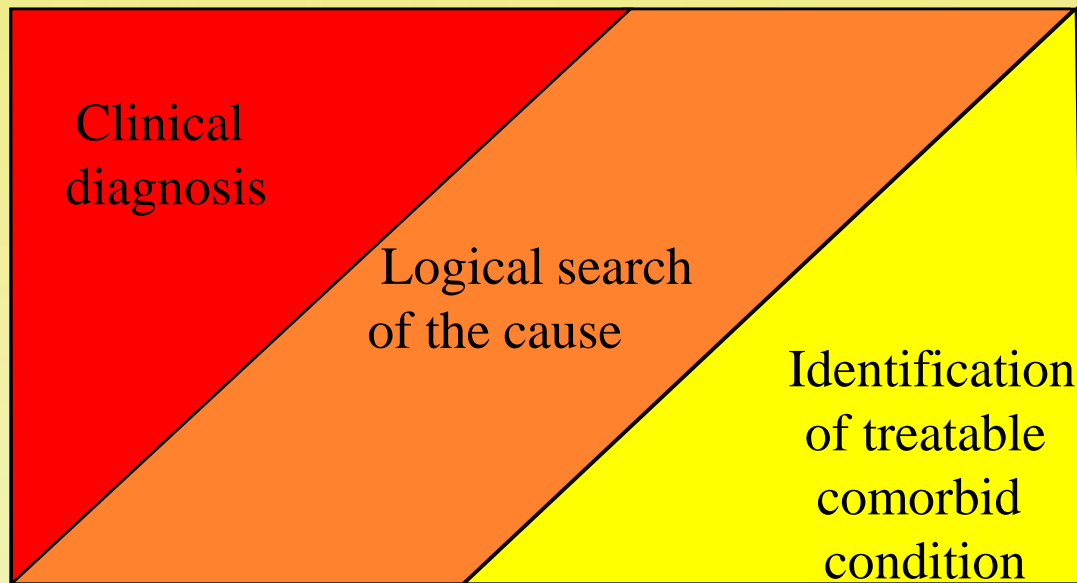 Clinical
diagnosis
Logical search
of the cause
Identification
of treatable
comorbid
condition